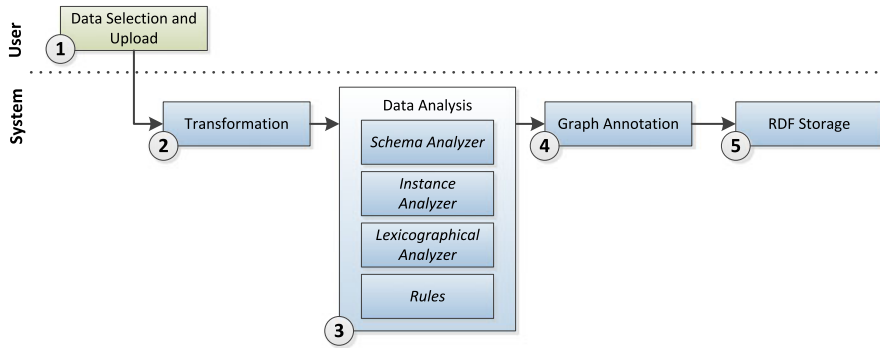 User
Data Selection and
Upload
1
System
Transformation
2
Data Analysis
Schema Analyzer
Instance
Analyzer
Lexicographical
Analyzer
Rules
3
Graph Annotation
4
RDF Storage
5